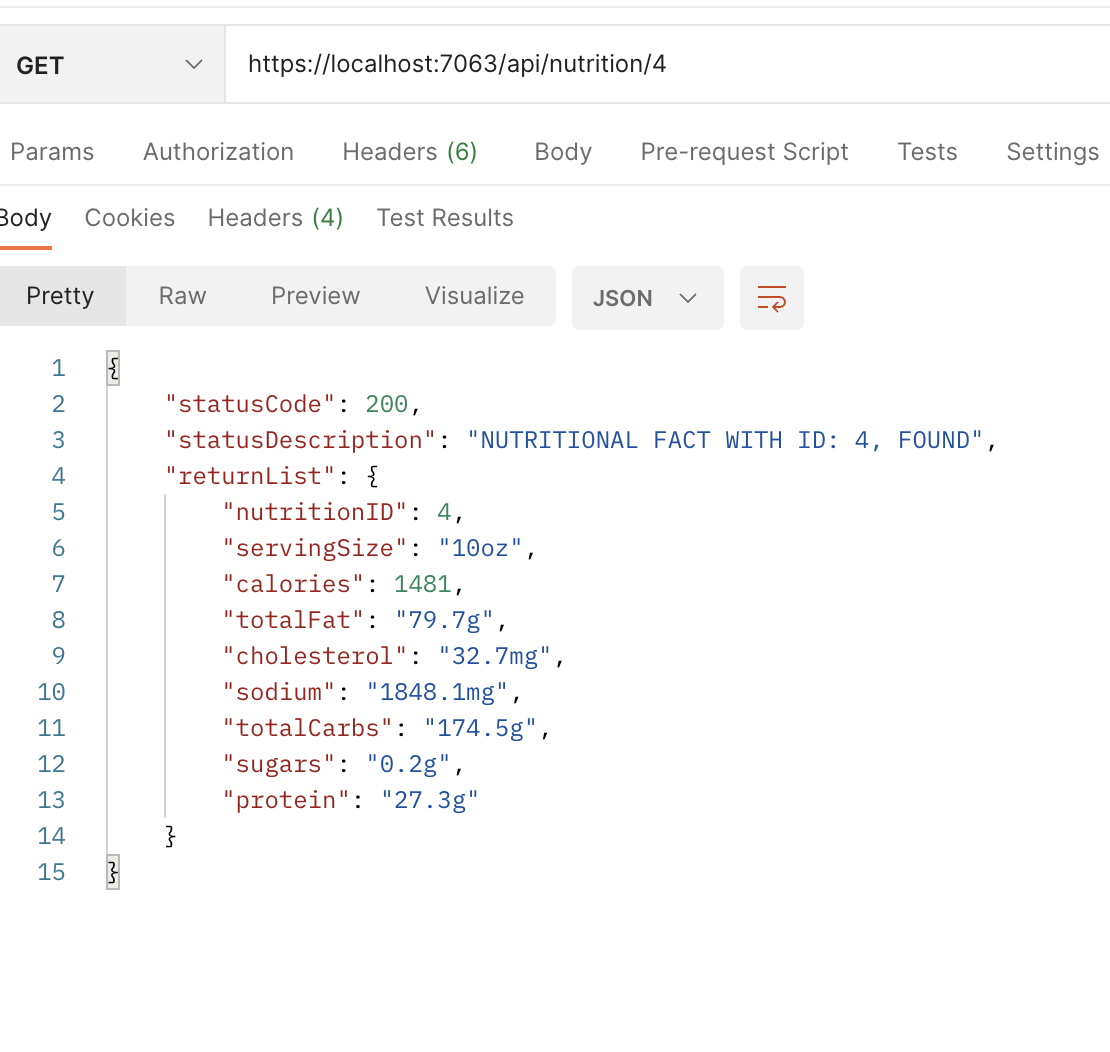 GET https://localhost:7063/api/nutrition/4
Params Authorization Headers (6) Body Pre-request Script Tests Settings
Body Cookies Headers (4) Test Results
Pretty Raw Preview Visualize JSON
1 {
2 "statusCode": 200,
3 "statusDescription": "NUTRITIONAL FACT WITH ID: 4, FOUND",
4 "returnList": {
5 "nutritionID": 4,
6 "servingSize": "10oz",
7 "calories": 1481,
8 "totalFat": "79.7g",
9 "cholesterol": "32.7mg",
10 "sodium": "1848.1mg",
11 "totalCarbs": "174.5g",
12 "sugars": "0.2g",
13 "protein": "27.3g"
14 }
15 }